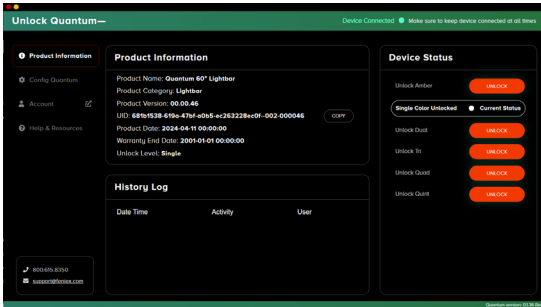 Unlock Quantum—
Device Connected Make sure to keep device connected at all times
Product Information
Config Quantum
Account
Help & Resources
800.615.8350
support@feniex.com
Product Information
Product Name: Quantum 60" Lightbar
Product Category: Lightbar
Product Version: 00.00.46
UID: 681b1538-619a-47bf-a0b5-ec263228ec0f--002-000046
COPY
Product Date: 2024-04-11 00:00:00
Warranty End Date: 2001-01-01 00:00:00
Unlock Level: Single
History Log
Date Time Activity User
Device Status
Unlock Amber UNLOCK
Single Color Unlocked Current Status
Unlock Dual UNLOCK
Unlock Tri UNLOCK
Unlock Quad UNLOCK
Unlock Quint UNLOCK
Quantum version: